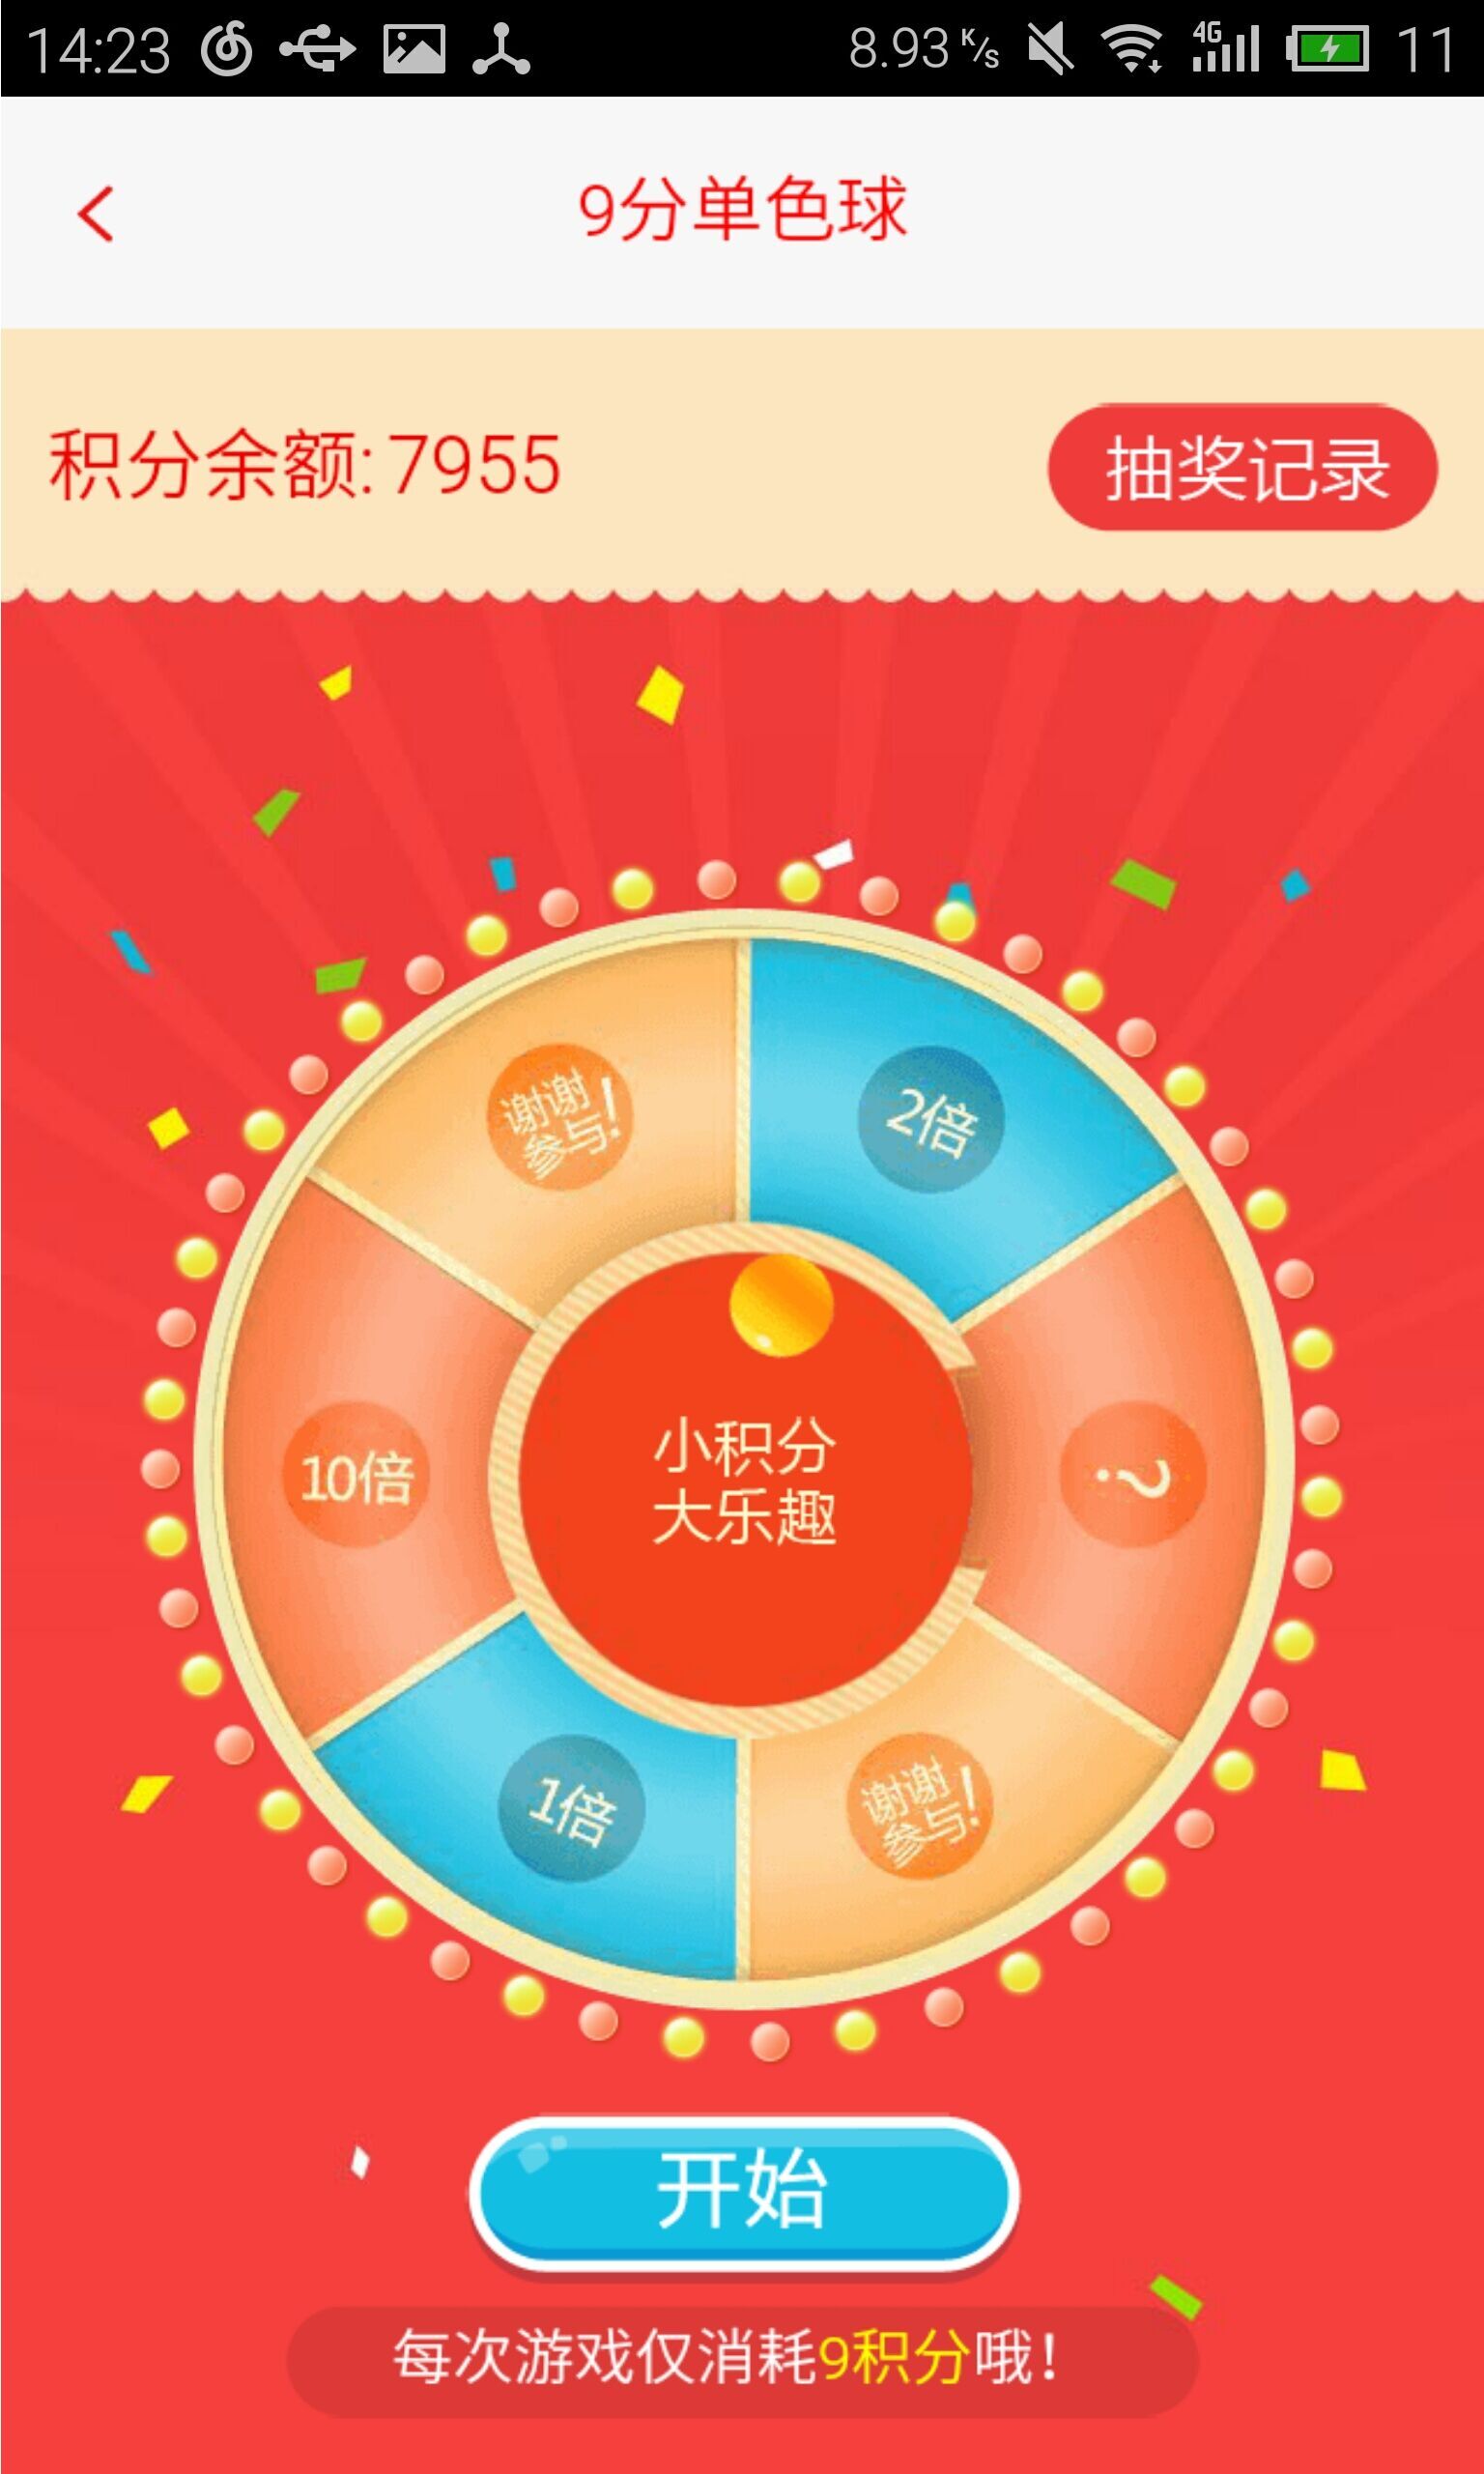 14:23 8.93 K/s 4G 11
9分单色球
积分余额: 7955
抽奖记录
谢谢
参与!
2倍
10倍
?
小积分
大乐趣
1倍
谢谢
参与!
开始
每次游戏仅消耗9积分哦!